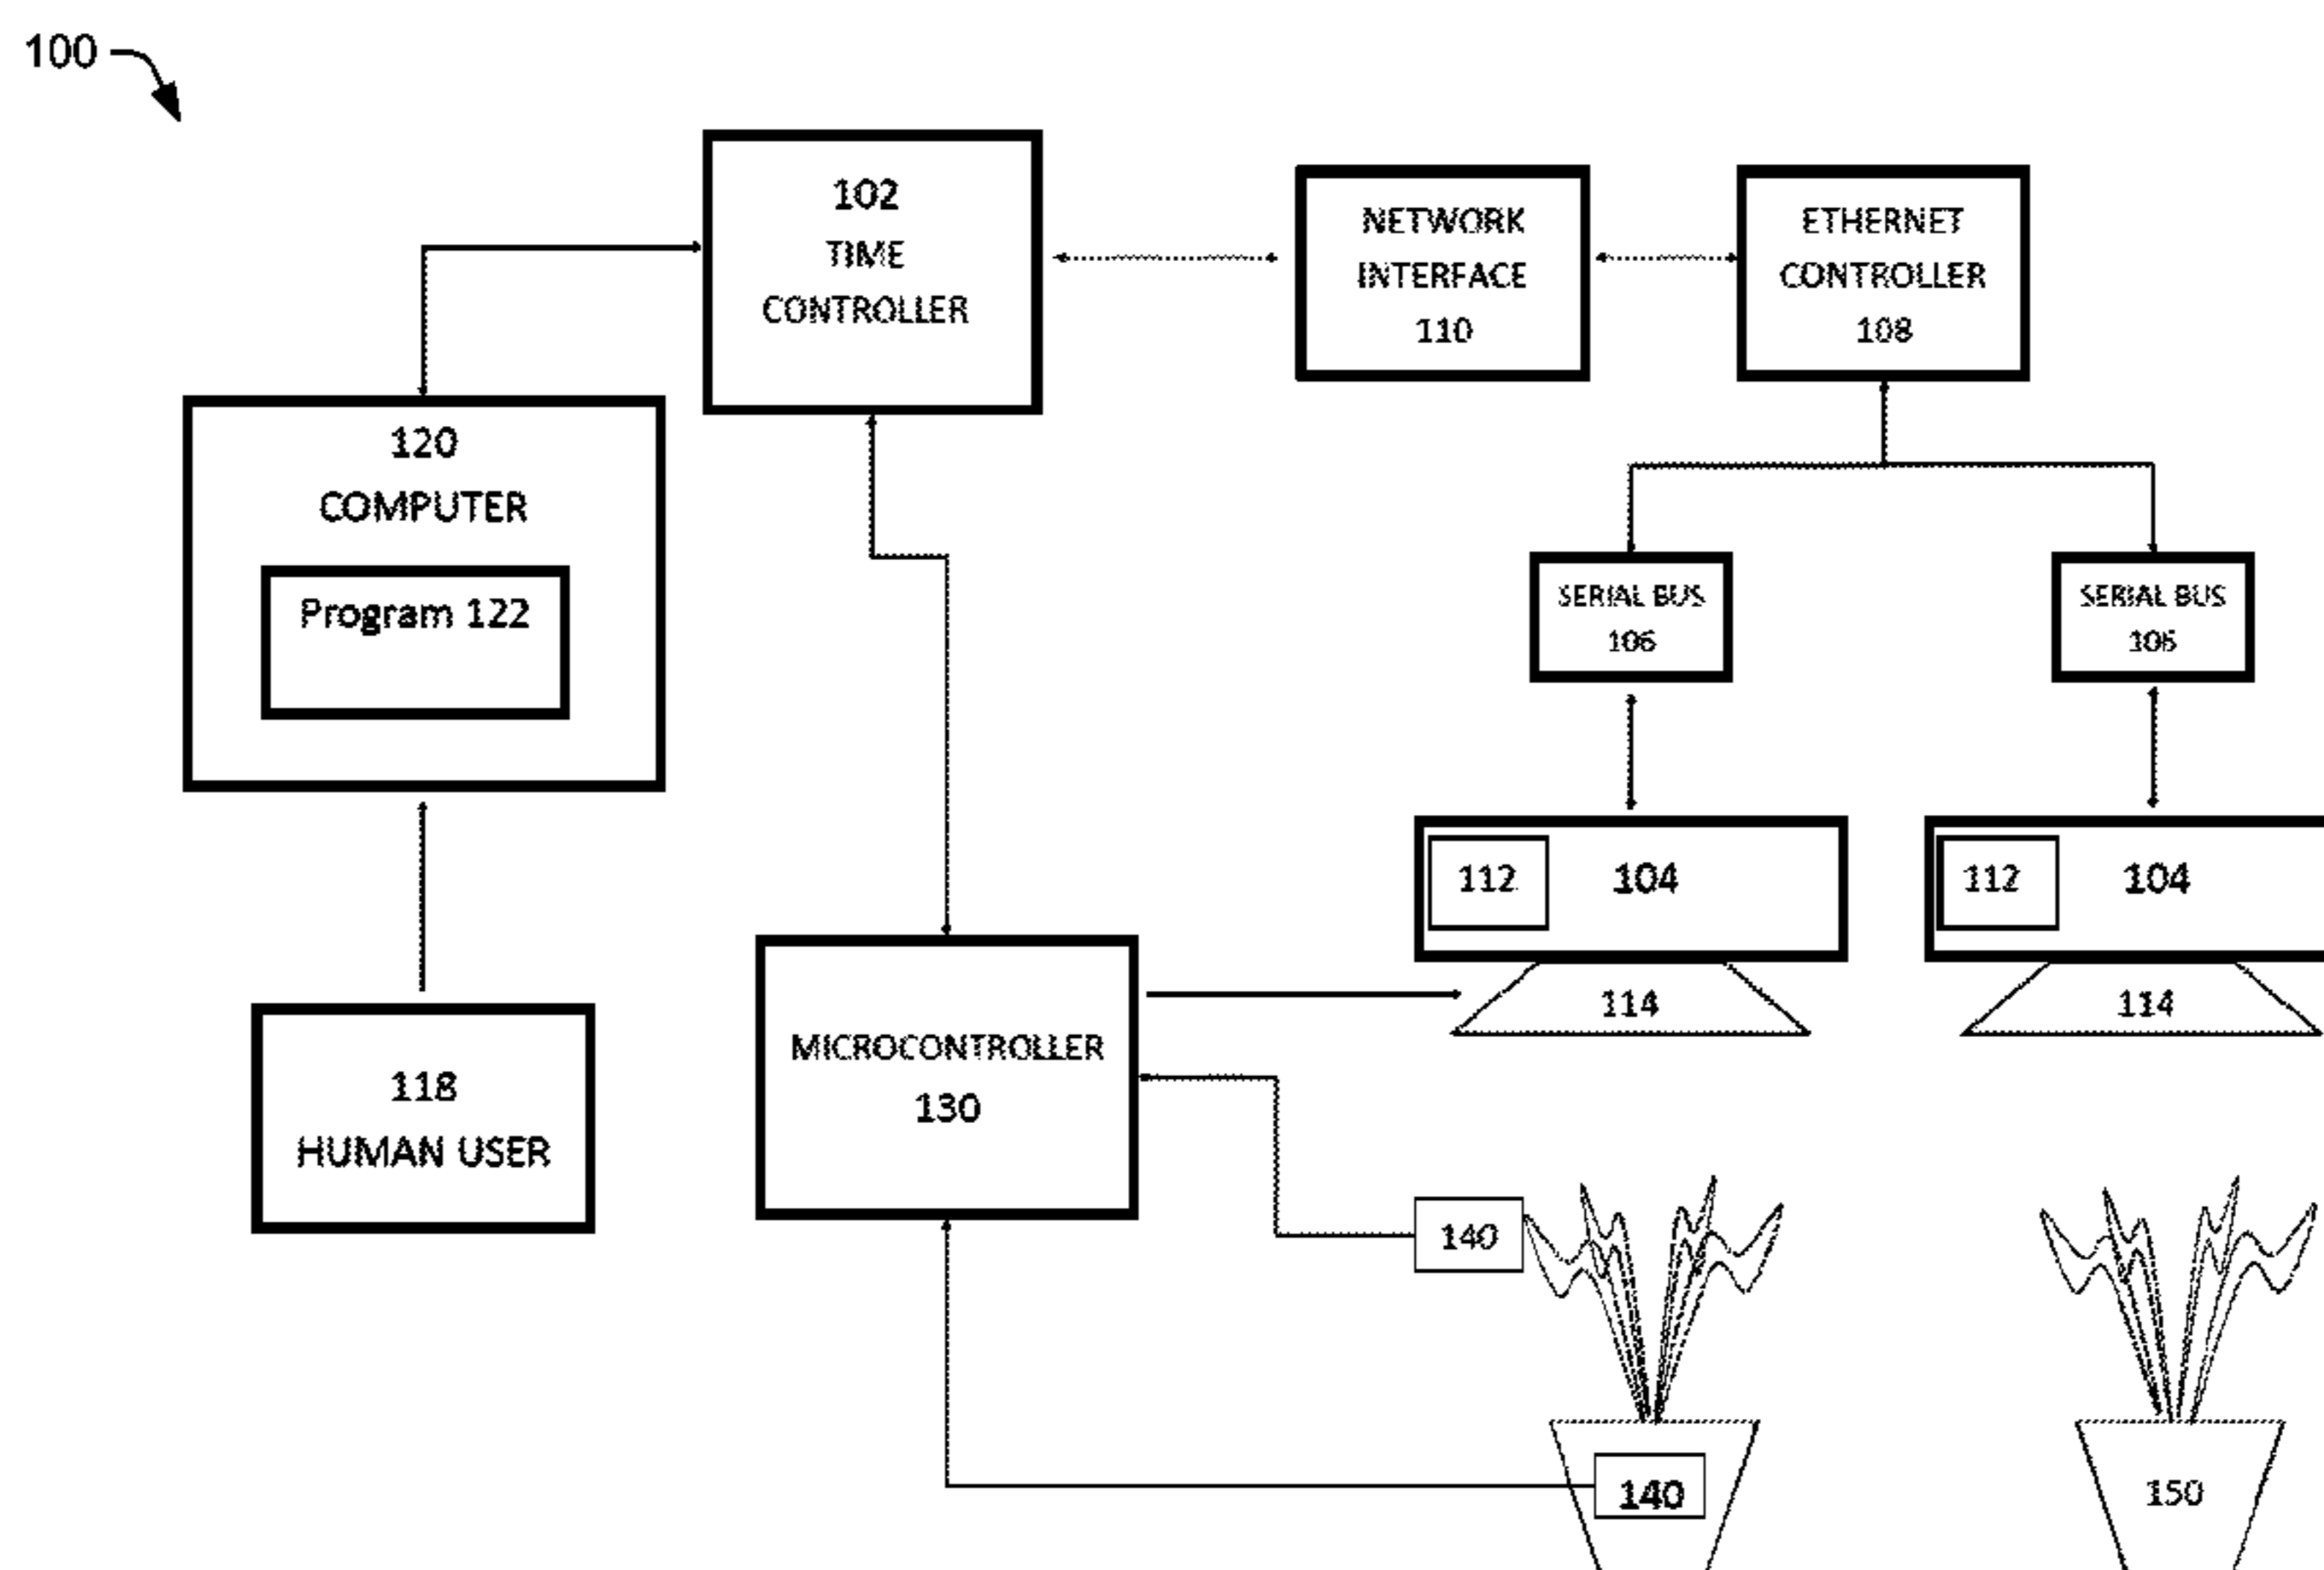 100
102
TIME
CONTROLLER
NETWORK
INTERFACE
110
ETHERNET
CONTROLLER
108
120
COMPUTER
Program 122
SERIAL BUS
106
SERIAL BUS
106
112
104
112
104
114
114
MICROCONTROLLER
130
118
HUMAN USER
140
140
150